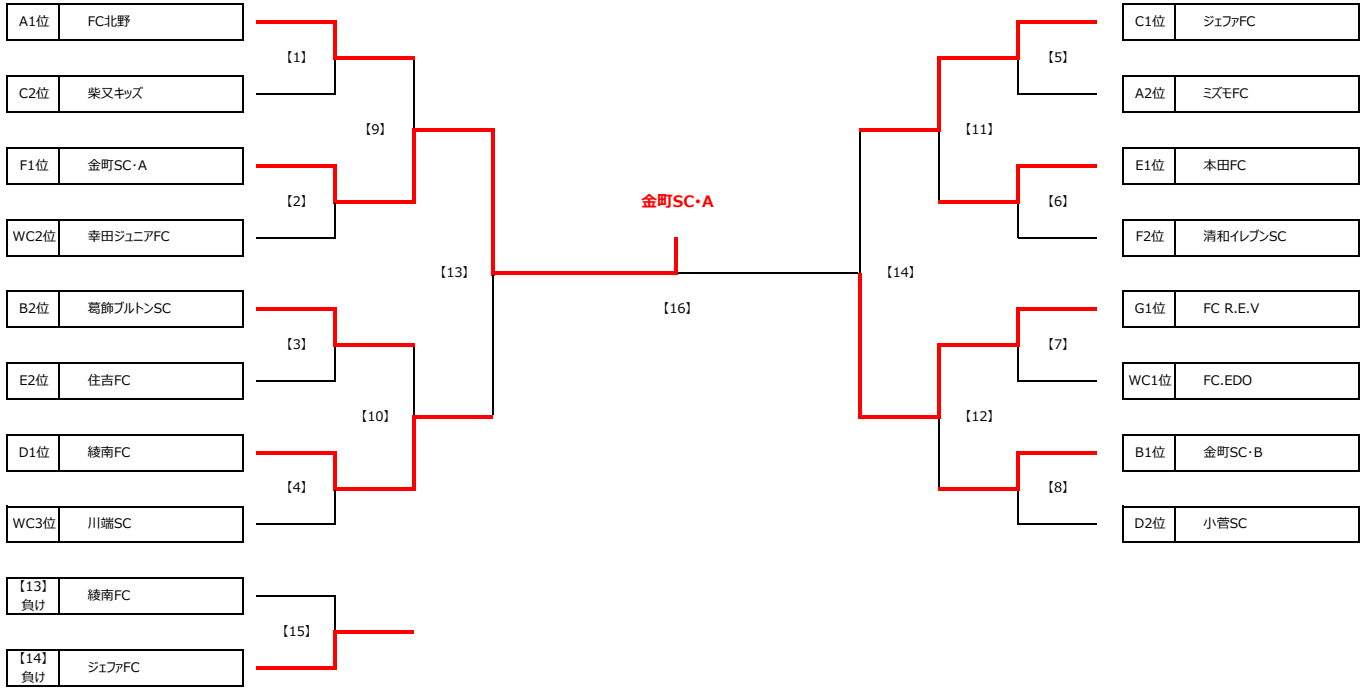 A1位 FC北野
【1】
C2位 柴又キッズ
【9】
F1位 金町SC・A
【2】
WC2位 幸田ジュニアFC
【13】
B2位 葛飾ブルトンSC
【3】
E2位 住吉FC
【10】
D1位 綾南FC
【4】
WC3位 川端SC
【13】
負け
綾南FC
【15】
【14】
負け
ジェファFC
金町SC・A
【16】
C1位 ジェファFC
【5】
A2位 ミズモFC
【11】
E1位 本田FC
【6】
F2位 清和イレブンSC
【14】
G1位 FC R.E.V
【7】
WC1位 FC.EDO
【12】
B1位 金町SC・B
【8】
D2位 小菅SC